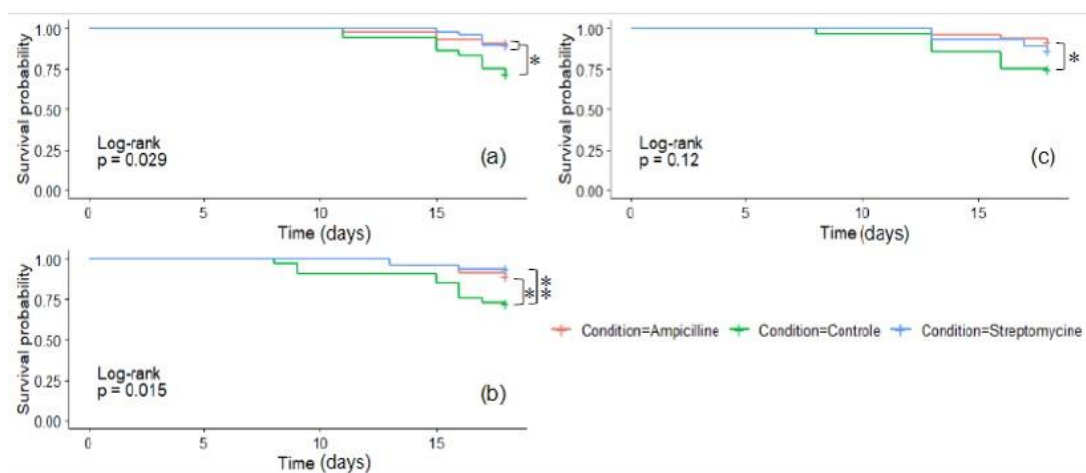 Survival probability
1.00
0.75
0.50
0.25
0.00
Log-rank
p = 0.029
(a)
*
0
5
10
15
Time (days)
Survival probability
1.00
0.75
0.50
0.25
0.00
Log-rank
p = 0.12
(c)
*
0
5
10
15
Time (days)
Survival probability
1.00
0.75
0.50
0.25
0.00
Log-rank
p = 0.015
(b)
*
**
0
5
10
15
Time (days)
Condition=Ampicilline Condition=Controle Condition=Streptomycine